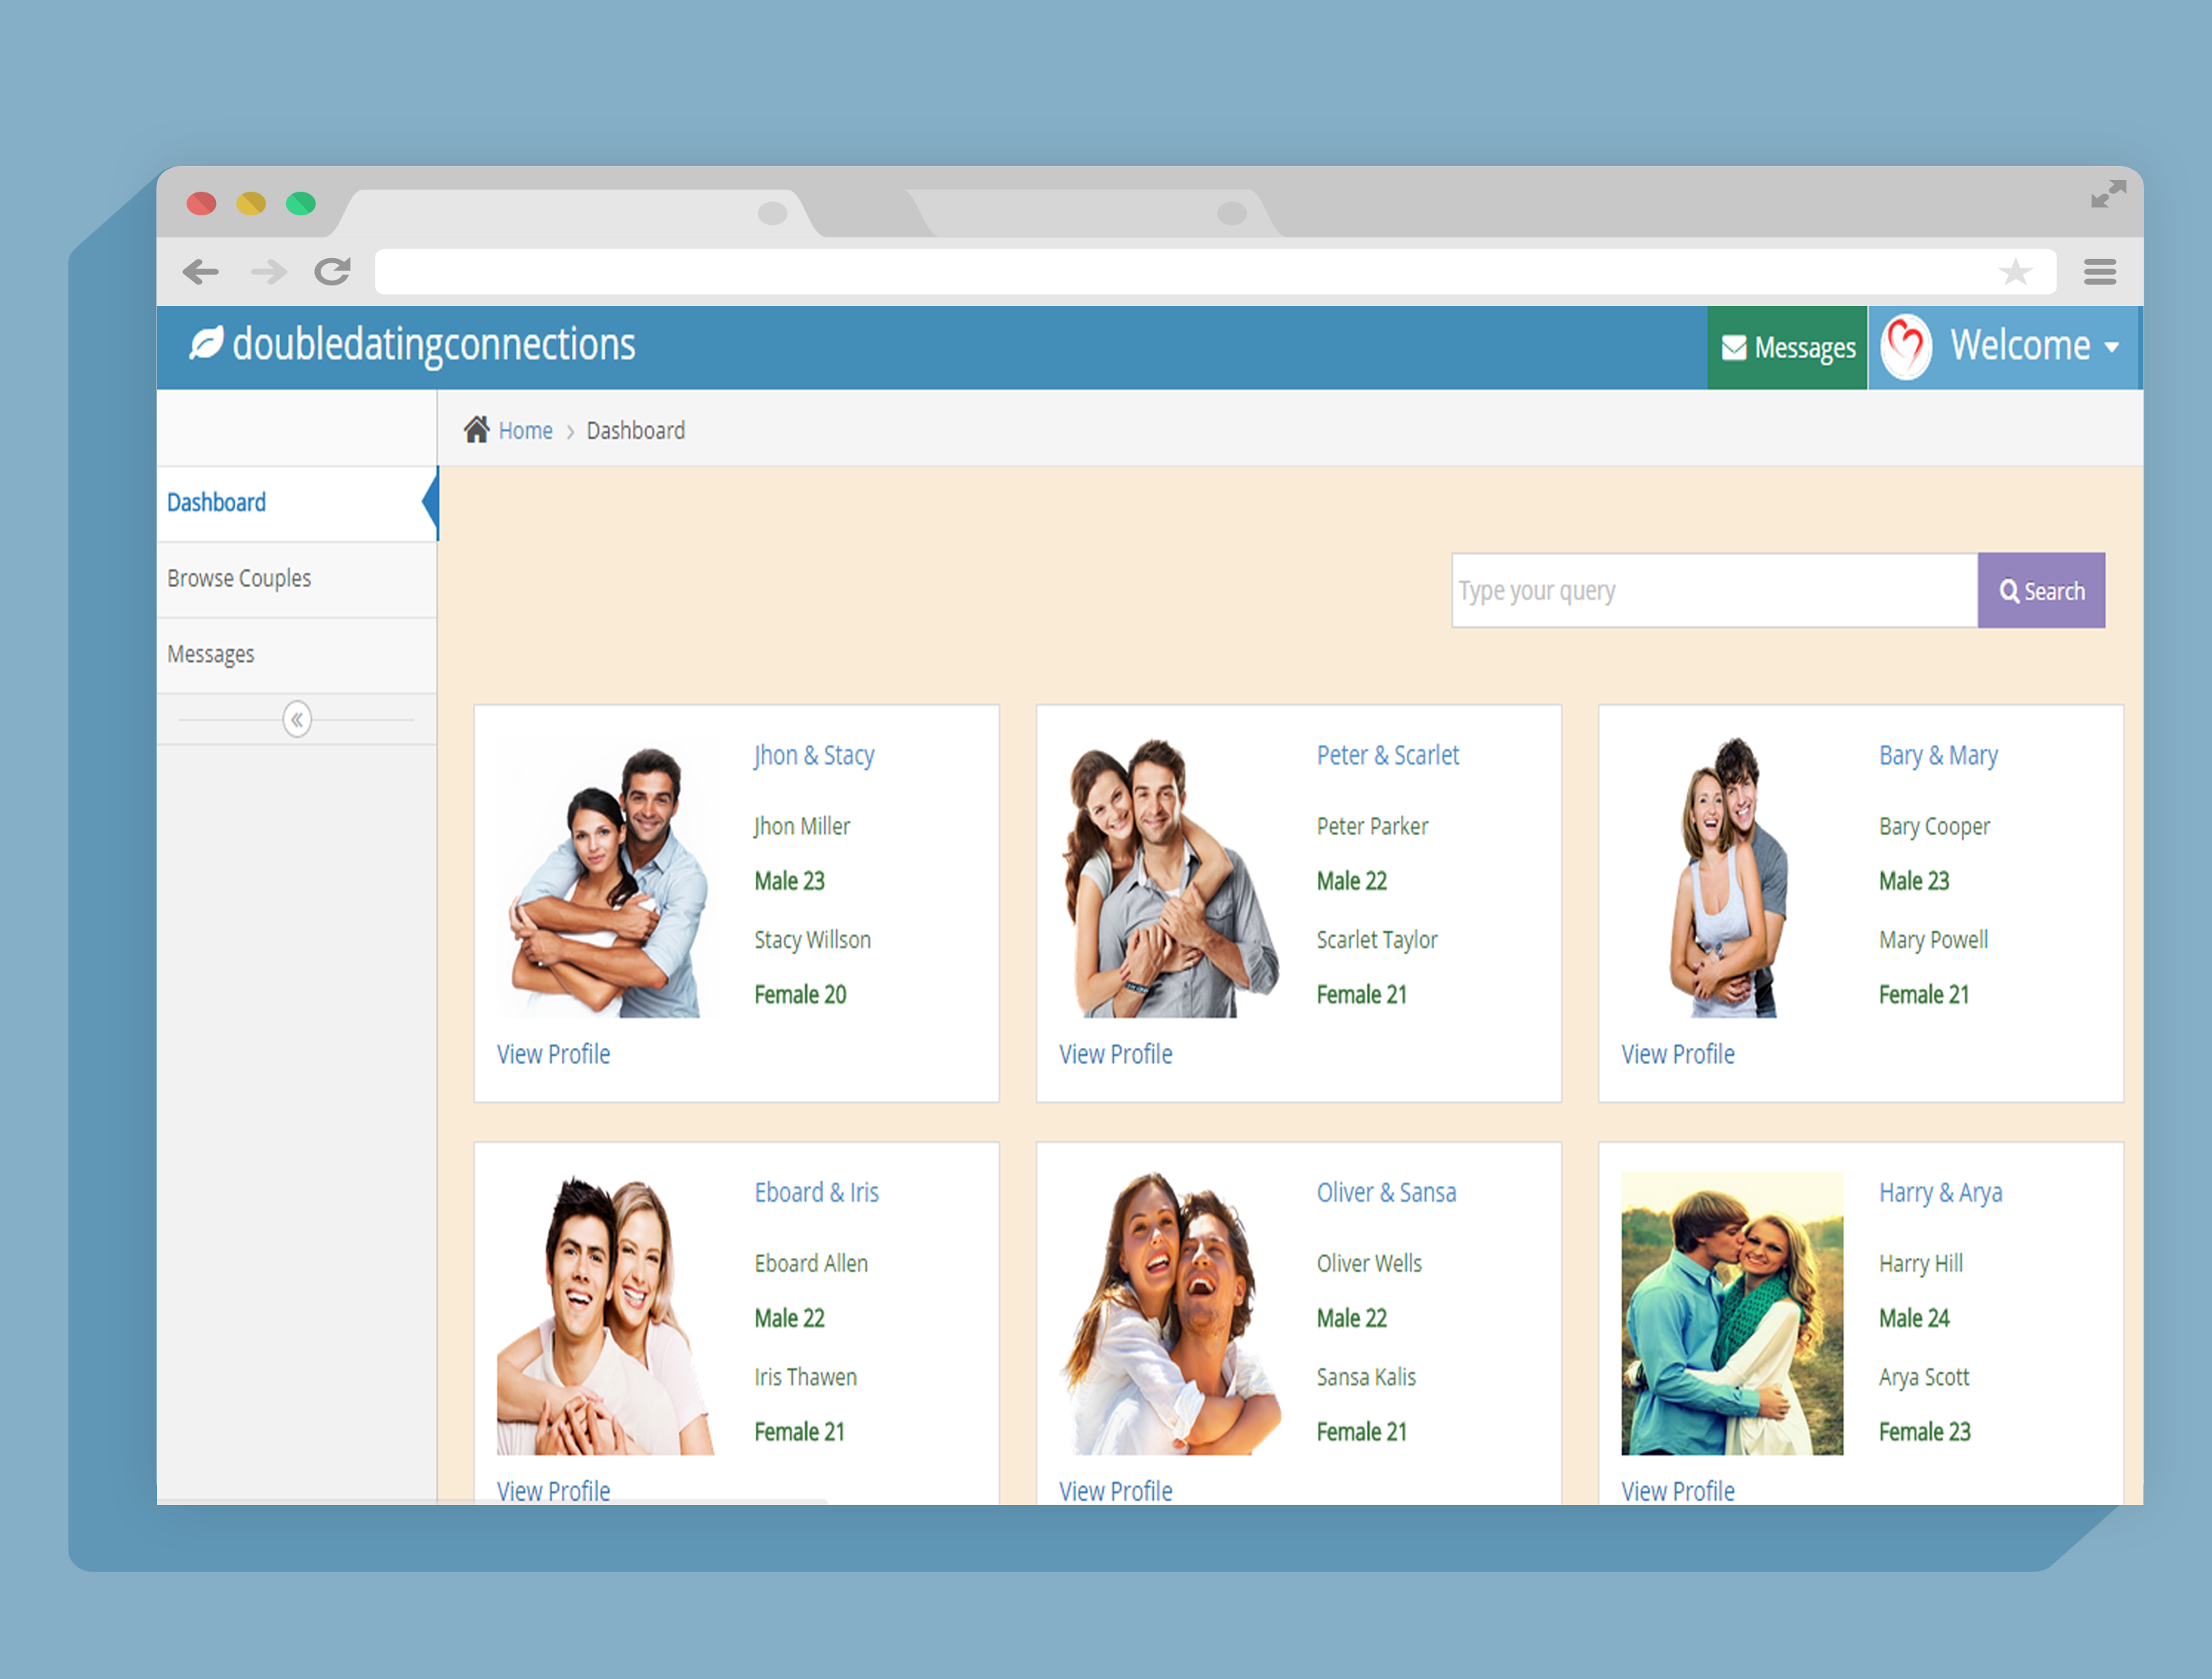 doubledatingconnections
Messages
Welcome
Home › Dashboard
Dashboard
Browse Couples
Messages
Type your query
Search
Jhon & Stacy
Jhon Miller
Male 23
Stacy Willson
Female 20
View Profile
Peter & Scarlet
Peter Parker
Male 22
Scarlet Taylor
Female 21
View Profile
Bary & Mary
Bary Cooper
Male 23
Mary Powell
Female 21
View Profile
Eboard & Iris
Eboard Allen
Male 22
Iris Thawen
Female 21
View Profile
Oliver & Sansa
Oliver Wells
Male 22
Sansa Kalis
Female 21
View Profile
Harry & Arya
Harry Hill
Male 24
Arya Scott
Female 23
View Profile